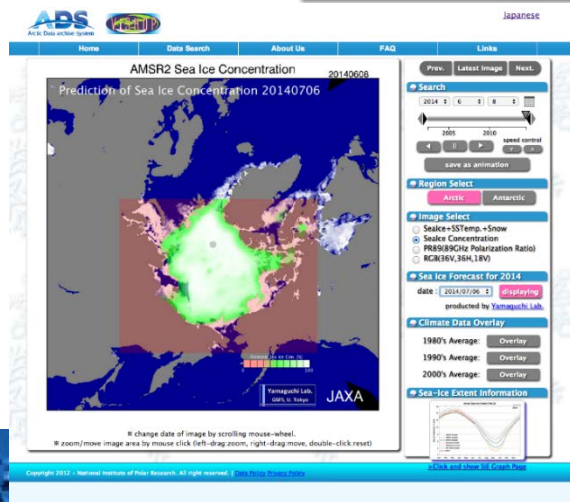 ADS
Arctic Data archive System
Japanese
Home
Data Search
About Us
FAQ
Links
AMSR2 Sea Ice Concentration
20140608
Prediction of Sea Ice Concentration 20140706
100
Yamaguchi Lab.
GSFS, U. Tokyo
JAXA
※ change date of image by scrolling mouse-wheel.
※ zoom/move image area by mouse click (left-drag:zoom, right-drag:move, double-click:reset)
Prev.
Latest Image
Next.
Search
2014
6
8
2005
2010
speed control
save as animation
Region Select
Arctic
Antarctic
Image Select
SeaIce+SSTemp.+Snow
SeaIce Concentration
PR89(89GHz Polarization Ratio)
RGB(36V,36H,18V)
Sea Ice Forecast for 2014
date : 2014/07/06 displaying
producted by Yamaguchi Lab.
Climate Data Overlay
1980's Average: Overlay
1990's Average: Overlay
2000's Average: Overlay
Sea-Ice Extent Information
>Click and show SIE Graph Page
Copyright 2012 - National Institute of Polar Research. All right reserved. | Data Policy Privacy Policy